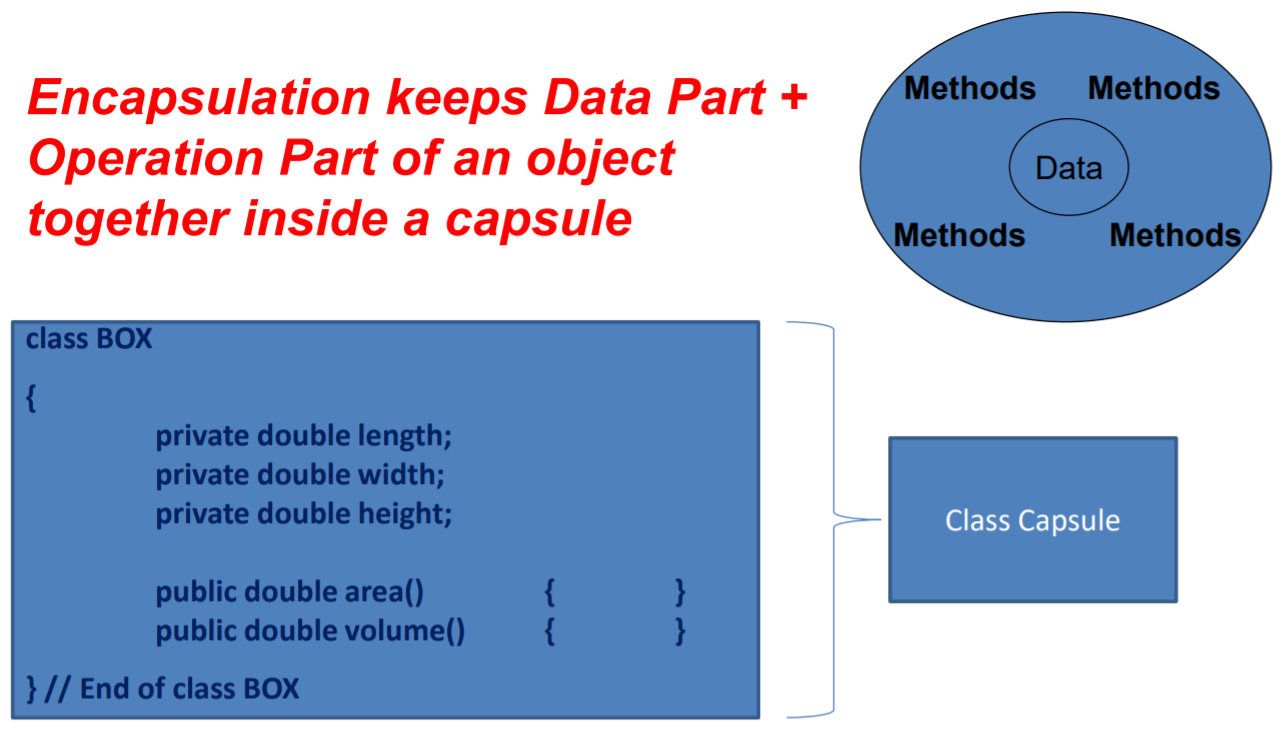 Encapsulation keeps Data Part +
Operation Part of an object
together inside a capsule
Methods Methods
Data
Methods Methods
class BOX
{
private double length;
private double width;
private double height;
public double area() { }
public double volume() { }
} // End of class BOX
Class Capsule